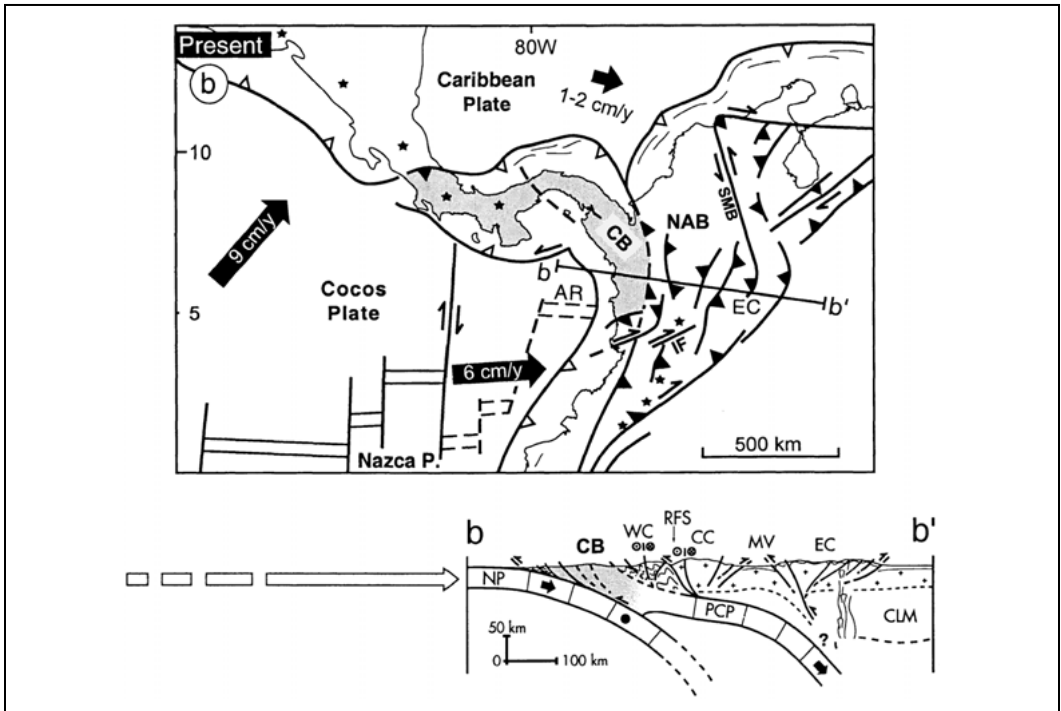 Present
b
80W
Caribbean
Plate
1-2 cm/y
10
9 cm/y
SMB
NAB
CB
P
b
b'
AR
EC
Cocos
Plate
5
IF
6 cm/y
500 km
Nazca P.
b
b'
WC
RFS
CC
CB
MV
EC
NP
PCP
CLM
?
50 km
0
100 km